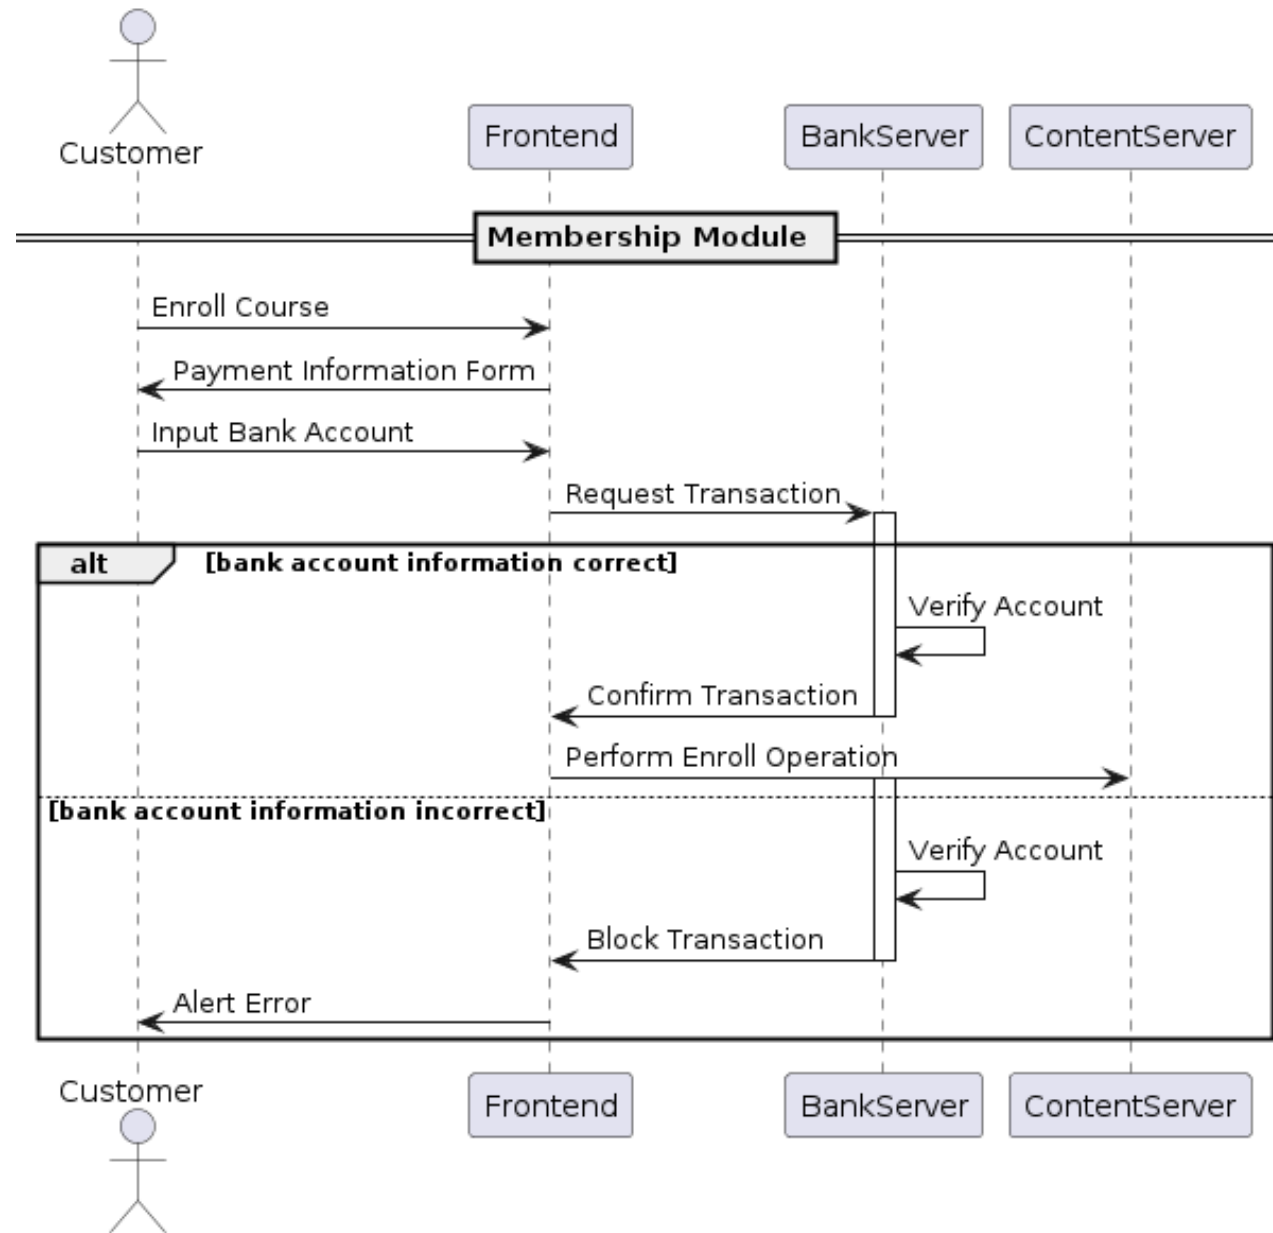 Customer
Frontend
BankServer
ContentServer
Membership Module
Enroll Course
Payment Information Form
Input Bank Account
Request Transaction
alt
[bank account information correct]
Verify Account
Confirm Transaction
Perform Enroll Operation
[bank account information incorrect]
Verify Account
Block Transaction
Alert Error
Customer
Frontend
BankServer
ContentServer